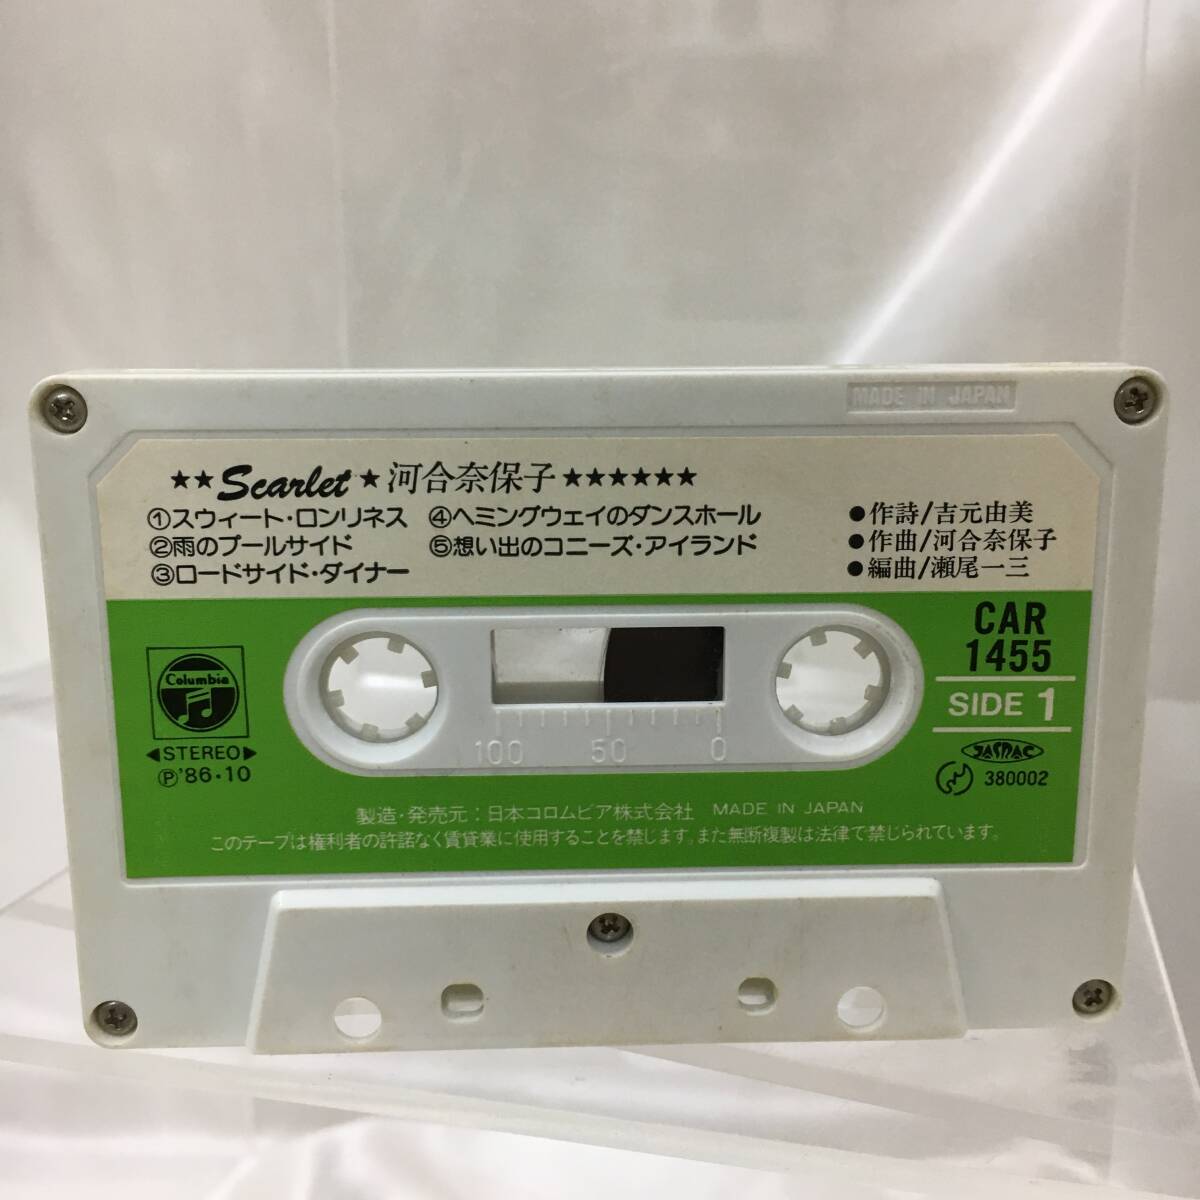 MADE IN JAPAN
★★Scarlet★河合奈保子★★★★★★
①スウィート・ロンリネス
②雨のプールサイド
③ロードサイド・ダイナー
④ヘミングウェイのダンスホール
⑤想い出のコニーズ・アイランド
●作詩/吉元由美
●作曲/河合奈保子
●編曲/瀬尾一三
Columbia
◀STEREO▶
Ⓟ'86・10
100 50 0
CAR
1455
SIDE 1
JASRAC
380002
製造・発売元：日本コロムビア株式会社 MADE IN JAPAN
このテープは権利者の許諾なく賃貸業に使用することを禁じます。また無断複製は法律で禁じられています。